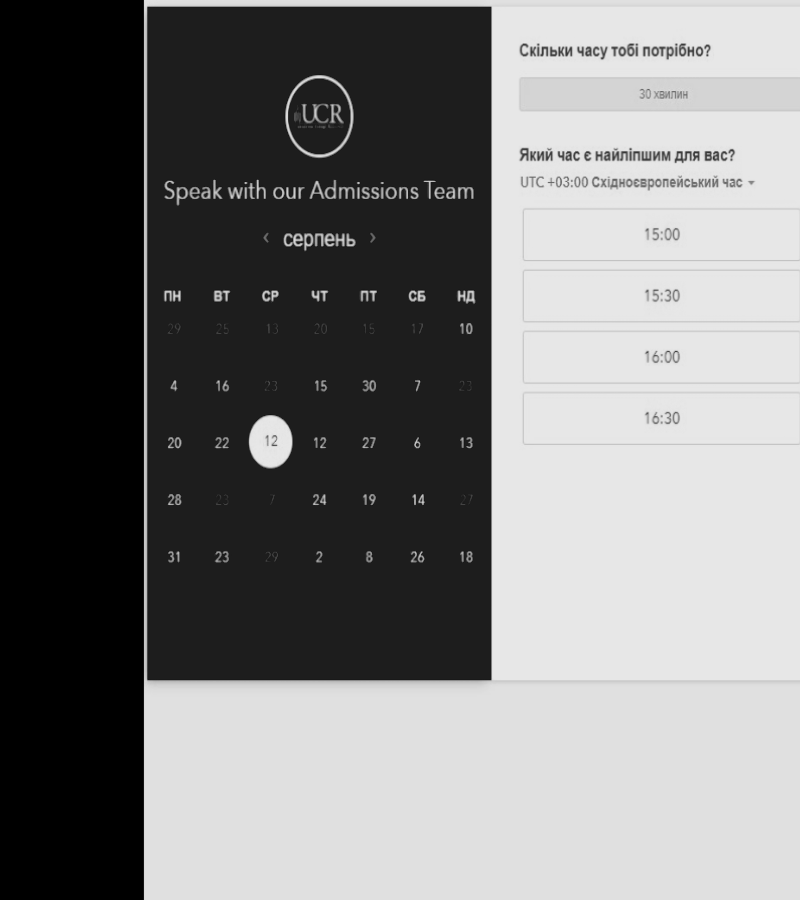 UCR
Speak with our Admissions Team
‹ серпень ›
ПН ВТ СР ЧТ ПТ СБ НД
29 25 13 20 15 17 10
4 16 23 15 30 7 23
20 22 12 12 27 6 13
28 23 7 24 19 14 27
31 23 29 2 8 26 18
Скільки часу тобі потрібно?
30 хвилин
Який час є найліпшим для вас?
UTC +03:00 Східноєвропейський час
15:00
15:30
16:00
16:30